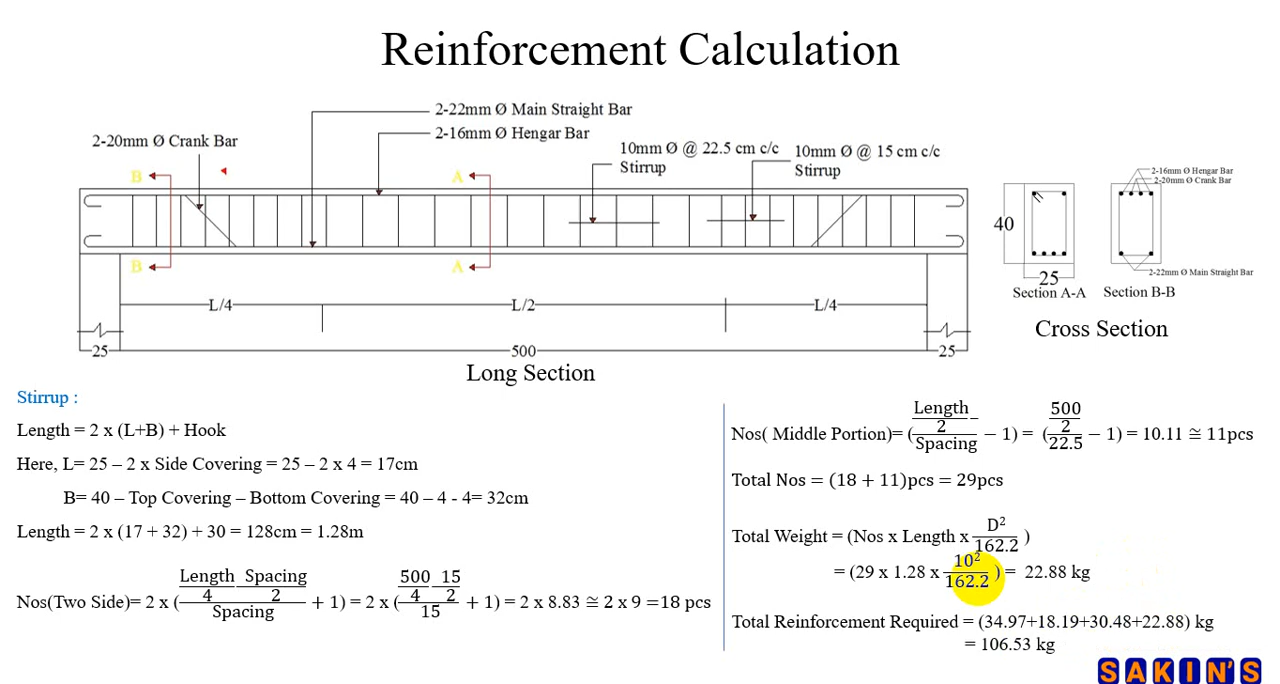 Reinforcement Calculation
2-22mm Ø Main Straight Bar
2-16mm Ø Hengar Bar
2-20mm Ø Crank Bar
10mm Ø @ 22.5 cm c/c
Stirrup
10mm Ø @ 15 cm c/c
Stirrup
B
A
B
A
L/4
L/2
L/4
25
500
25
Long Section
2-16mm Ø Hengar Bar
2-20mm Ø Crank Bar
40
25
2-22mm Ø Main Straight Bar
Section A-A
Section B-B
Cross Section
Stirrup :
Length = 2 x (L+B) + Hook
Here, L= 25 – 2 x Side Covering = 25 – 2 x 4 = 17cm
B= 40 – Top Covering – Bottom Covering = 40 – 4 - 4= 32cm
Length = 2 x (17 + 32) + 30 = 128cm = 1.28m
Nos(Two Side)= 2 x ((Length/4 - Spacing/2)/Spacing + 1) = 2 x ((500/4 - 15/2)/15 + 1) = 2 x 8.83 ≅ 2 x 9 =18 pcs
Nos( Middle Portion)= ((Length/2 -)/Spacing − 1) = ((500/2)/22.5 − 1) = 10.11 ≅ 11pcs
Total Nos = (18 + 11)pcs = 29pcs
Total Weight = (Nos x Length x D²/162.2 )
= (29 x 1.28 x 10²/162.2 ) = 22.88 kg
Total Reinforcement Required = (34.97+18.19+30.48+22.88) kg
= 106.53 kg
SAKIN'S